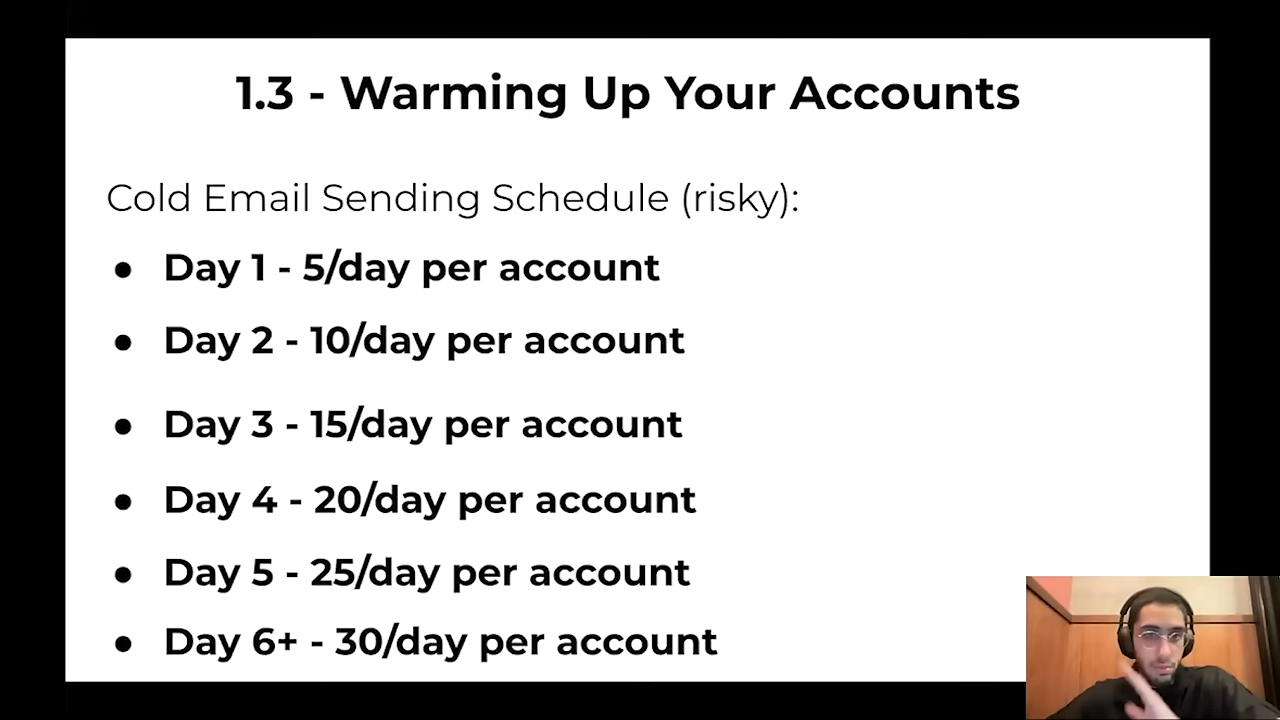 1.3 - Warming Up Your Accounts
Cold Email Sending Schedule (risky):
● Day 1 - 5/day per account
● Day 2 - 10/day per account
● Day 3 - 15/day per account
● Day 4 - 20/day per account
● Day 5 - 25/day per account
● Day 6+ - 30/day per account